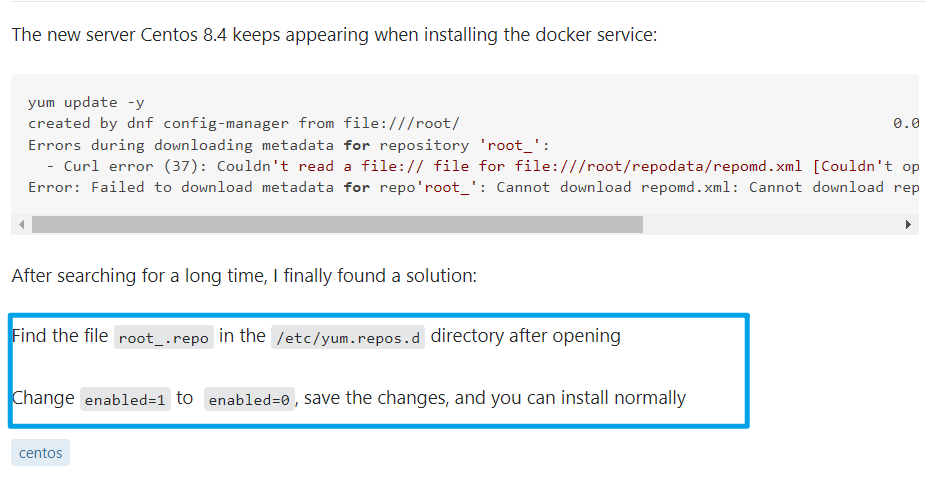 The new server Centos 8.4 keeps appearing when installing the docker service:
yum update -y
created by dnf config-manager from file:///root/ 0.0
Errors during downloading metadata for repository 'root_':
- Curl error (37): Couldn't read a file:// file for file:///root/repodata/repomd.xml [Couldn't op
Error: Failed to download metadata for repo'root_': Cannot download repomd.xml: Cannot download rep
After searching for a long time, I finally found a solution:
Find the file root_.repo in the /etc/yum.repos.d directory after opening
Change enabled=1 to enabled=0, save the changes, and you can install normally
centos